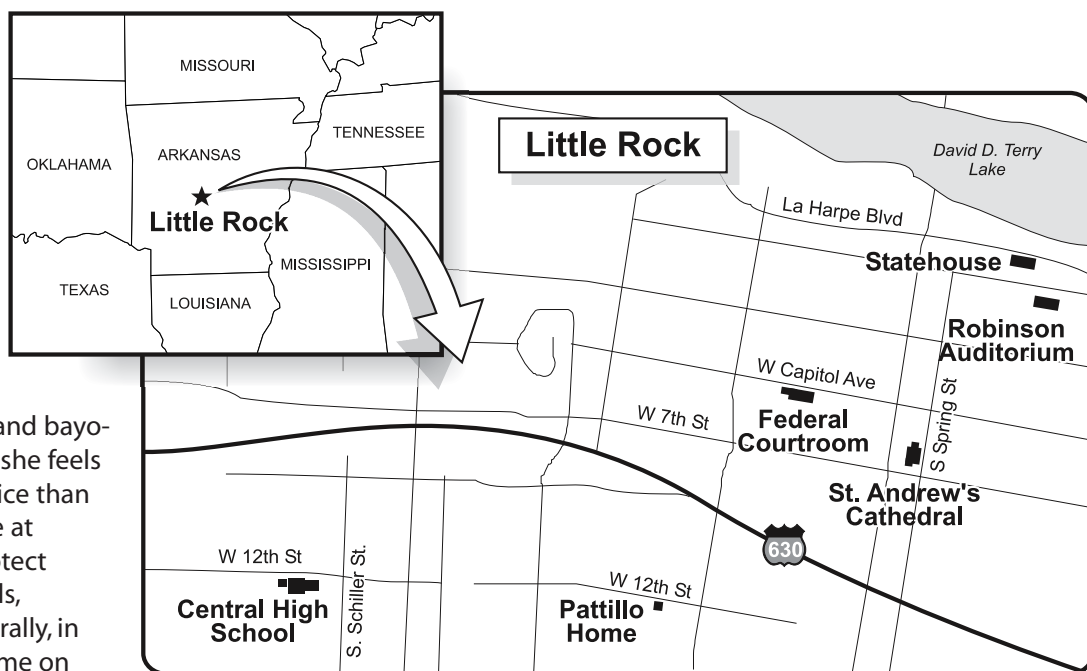 MISSOURI
TENNESSEE
OKLAHOMA
ARKANSAS
Little Rock
MISSISSIPPI
TEXAS
LOUISIANA
Little Rock
David D. Terry
Lake
La Harpe Blvd
Statehouse
Robinson
Auditorium
W Capitol Ave
W 7th St
Federal
Courtroom
S Spring St
St. Andrew's
Cathedral
630
W 12th St
S. Schiller St.
Central High
School
W 12th St
Pattillo
Home
and bayo-
she feels
ice than
e at
otect
ls,
rally, in
me on